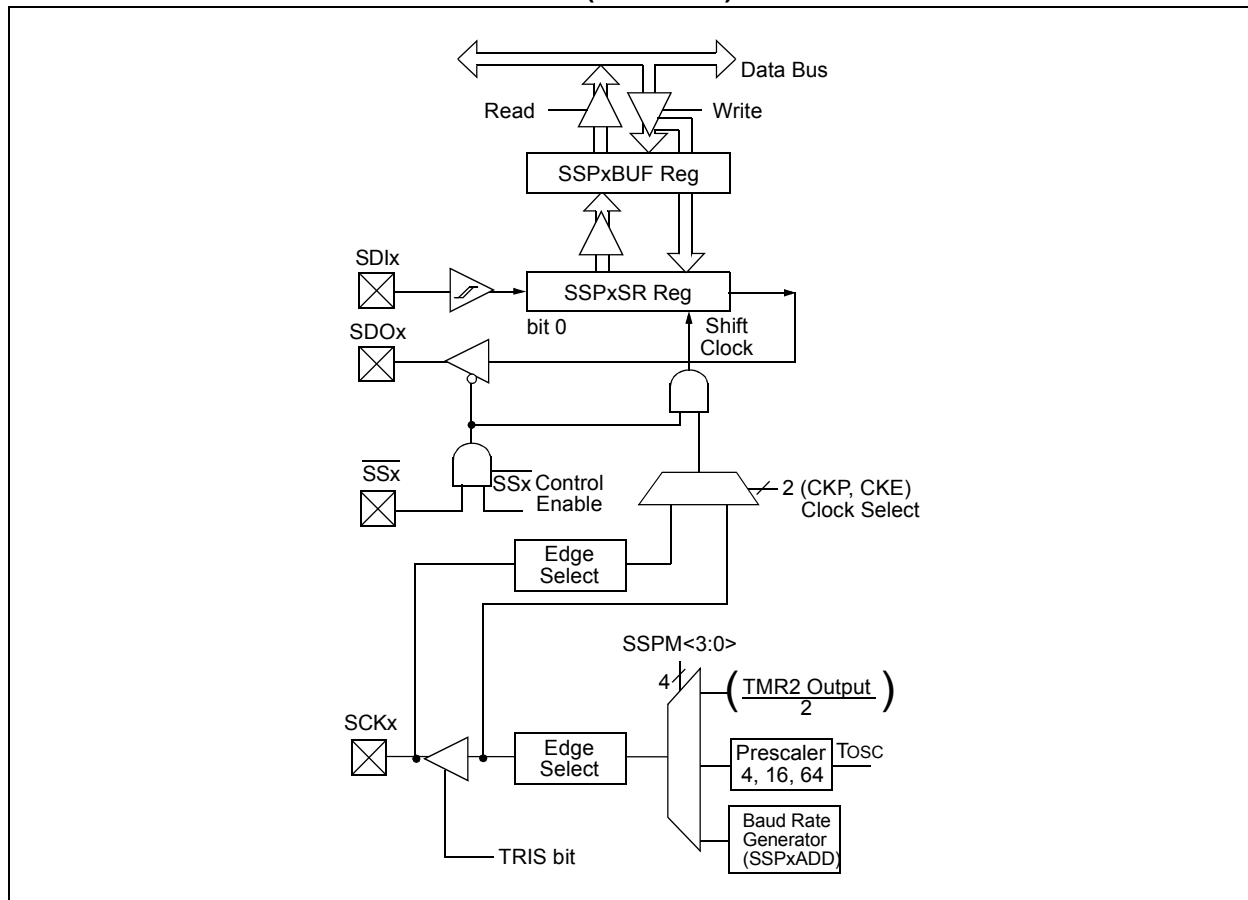 Data Bus
Read
Write
SSPxBUF Reg
SDIx
SSPxSR Reg
bit 0
Shift
Clock
SDOx
SSx
SSx Control
Enable
2 (CKP, CKE)
Clock Select
Edge
Select
SSPM<3:0>
4
(TMR2 Output)
2
SCKx
Edge
Select
Prescaler
4, 16, 64
TOSC
Baud Rate
Generator
(SSPxADD)
TRIS bit